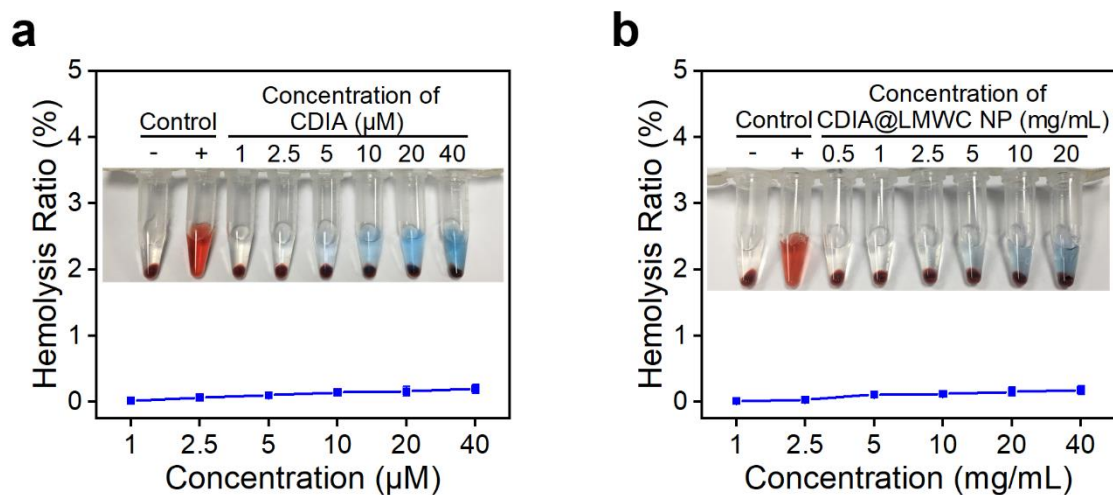 a
Hemolysis Ratio (%)
5
4
3
2
1
0
Control
Concentration of
CDIA (µM)
- + 1 2.5 5 10 20 40
1 2.5 5 10 20 40
Concentration (µM)
b
Hemolysis Ratio (%)
5
4
3
2
1
0
Control
Concentration of
CDIA@LMWC NP (mg/mL)
- + 0.5 1 2.5 5 10 20
1 2.5 5 10 20 40
Concentration (mg/mL)